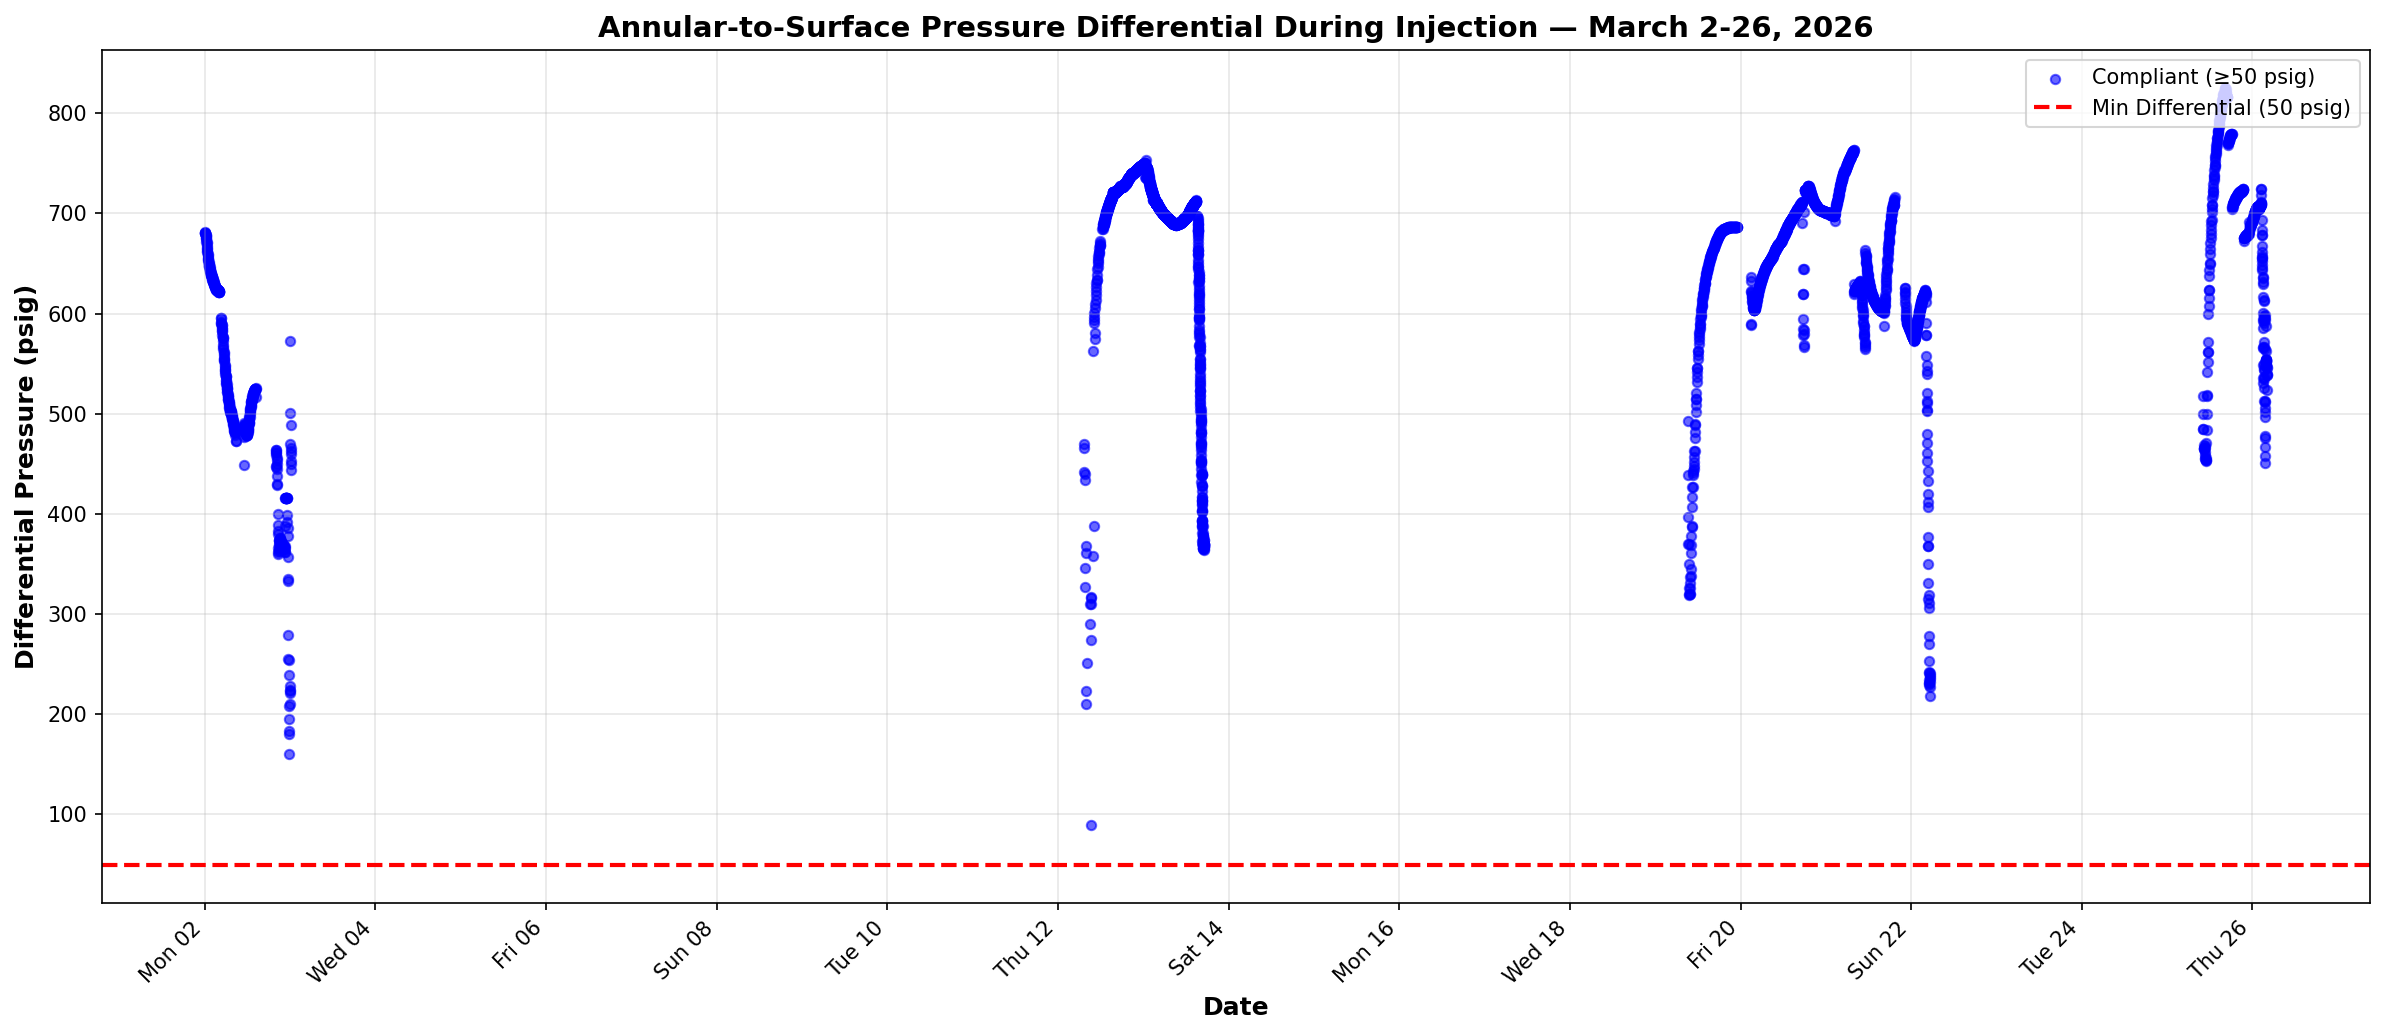 Annular-to-Surface Pressure Differential During Injection — March 2-26, 2026
Compliant (≥50 psig)
Min Differential (50 psig)
Differential Pressure (psig)
800
700
600
500
400
300
200
100
Mon 02
Wed 04
Fri 06
Sun 08
Tue 10
Thu 12
Sat 14
Mon 16
Wed 18
Fri 20
Sun 22
Tue 24
Thu 26
Date